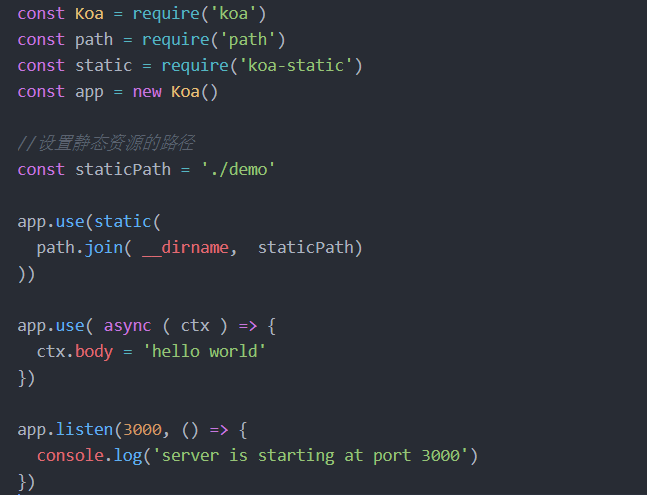 const Koa = require('koa')
const path = require('path')
const static = require('koa-static')
const app = new Koa()
//设置静态资源的路径
const staticPath = './demo'
app.use(static(
  path.join( __dirname,  staticPath)
))
app.use( async ( ctx ) => {
  ctx.body = 'hello world'
})
app.listen(3000, () => {
  console.log('server is starting at port 3000')
})